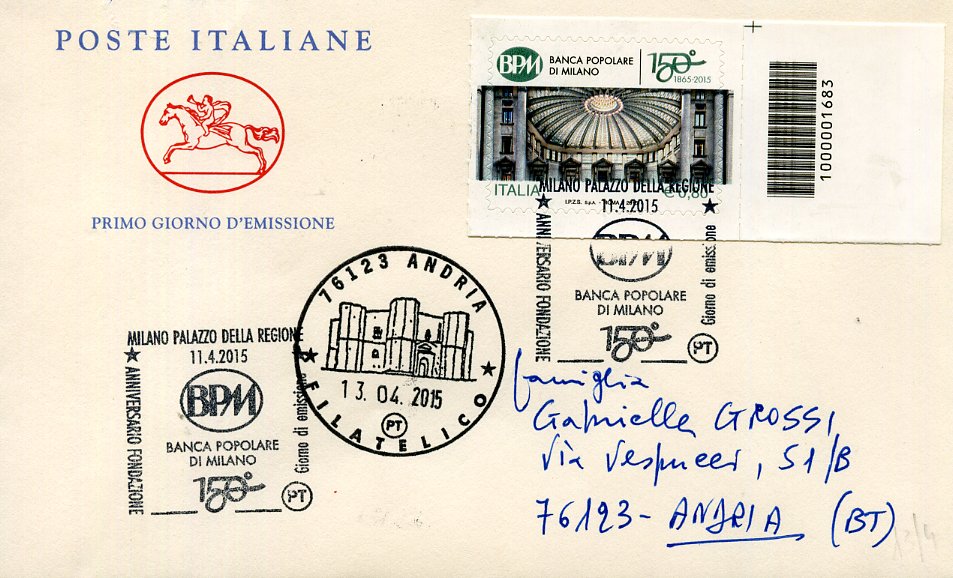 POSTE ITALIANE
PRIMO GIORNO D'EMISSIONE
BPM BANCA POPOLARE
DI MILANO
150°
1865-2015
ITALIA
€ 0,80
I.P.Z.S. S.p.A. - ROMA
1000001683
MILANO PALAZZO DELLA REGIONE
11.4.2015
ANNIVERSARIO FONDAZIONE
BPM
BANCA POPOLARE
DI MILANO
150°
Giorno di emissione
PT
76123 ANDRIA
13.04.2015
PT
FILATELICO
MILANO PALAZZO DELLA REGIONE
11.4.2015
ANNIVERSARIO FONDAZIONE
BPM
BANCA POPOLARE
DI MILANO
150°
Giorno di emissione
PT
famiglia
Gabriella GROSSI
Via Vespucci, 51/B
76123 - ANDRIA (BT)